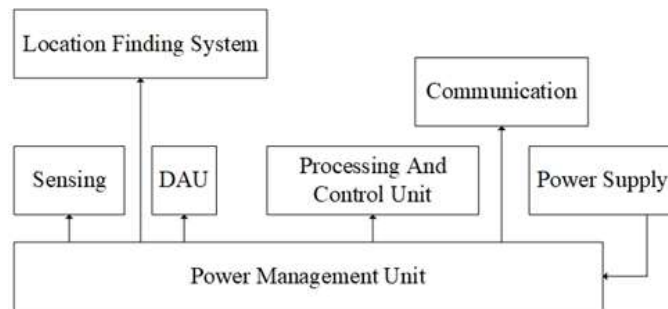 Location Finding System
Communication
Sensing
DAU
Processing And
Control Unit
Power Supply
Power Management Unit